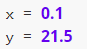 x = 0.1
y = 21.5